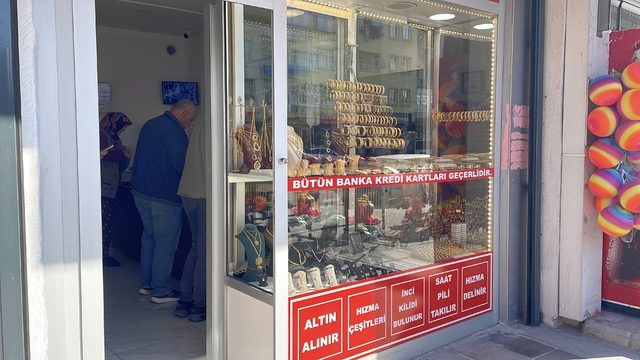 BÜTÜN BANKA KREDİ KARTLARI GEÇERLİDİR.
ALTIN
ALINIR
HIZMA
ÇEŞİTLERİ
İNCİ
KİLİDİ
BULUNUR
SAAT
PİLİ
TAKILIR
HIZMA
DELİNİR